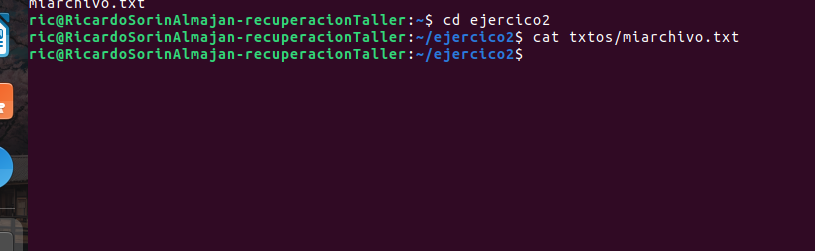 miarchivo.txt
ric@RicardoSorinAlmajan-recuperacionTaller:~$ cd ejercico2
ric@RicardoSorinAlmajan-recuperacionTaller:~/ejercico2$ cat txtos/miarchivo.txt
ric@RicardoSorinAlmajan-recuperacionTaller:~/ejercico2$